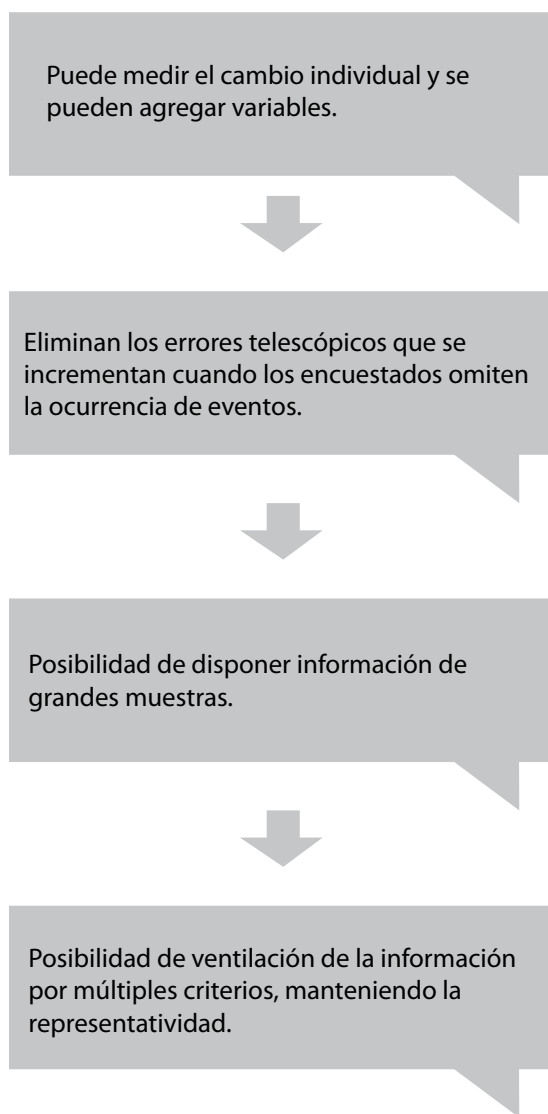 Puede medir el cambio individual y se
pueden agregar variables.
Eliminan los errores telescópicos que se
incrementan cuando los encuestados omiten
la ocurrencia de eventos.
Posibilidad de disponer información de
grandes muestras.
Posibilidad de ventilación de la información
por múltiples criterios, manteniendo la
representatividad.